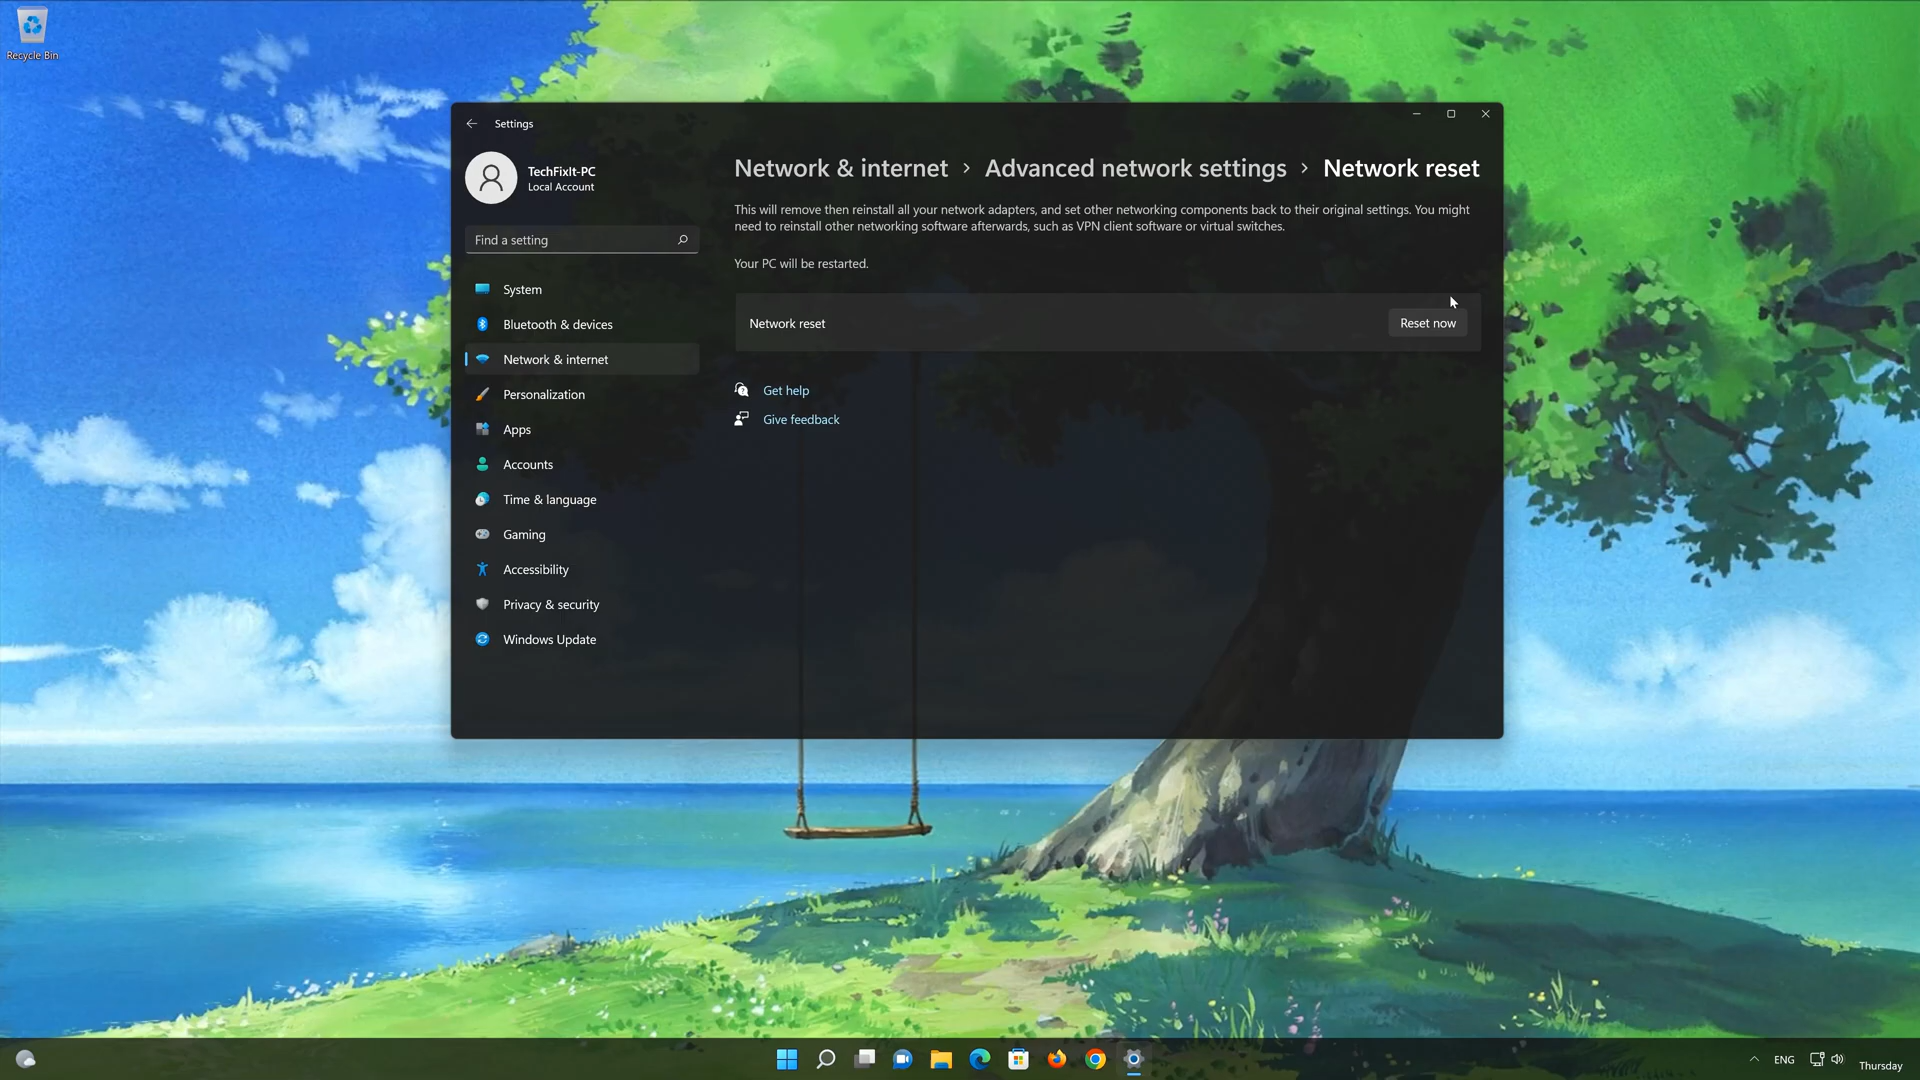 Recycle Bin
Settings
TechFixIt-PC
Local Account
Find a setting
System
Bluetooth & devices
Network & internet
Personalization
Apps
Accounts
Time & language
Gaming
Accessibility
Privacy & security
Windows Update
Network & internet › Advanced network settings › Network reset
This will remove then reinstall all your network adapters, and set other networking components back to their original settings. You might
need to reinstall other networking software afterwards, such as VPN client software or virtual switches.
Your PC will be restarted.
Network reset
Reset now
Get help
Give feedback
ENG
Thursday